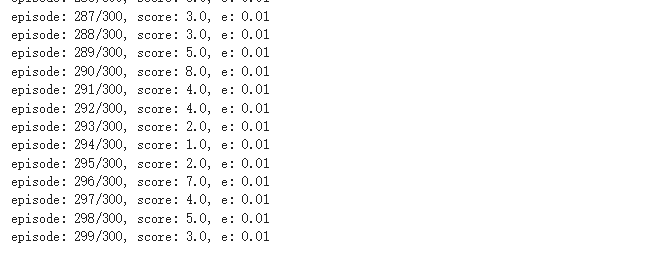 episode: 287/300, score: 3.0, e: 0.01
episode: 288/300, score: 3.0, e: 0.01
episode: 289/300, score: 5.0, e: 0.01
episode: 290/300, score: 8.0, e: 0.01
episode: 291/300, score: 4.0, e: 0.01
episode: 292/300, score: 4.0, e: 0.01
episode: 293/300, score: 2.0, e: 0.01
episode: 294/300, score: 1.0, e: 0.01
episode: 295/300, score: 2.0, e: 0.01
episode: 296/300, score: 7.0, e: 0.01
episode: 297/300, score: 4.0, e: 0.01
episode: 298/300, score: 5.0, e: 0.01
episode: 299/300, score: 3.0, e: 0.01